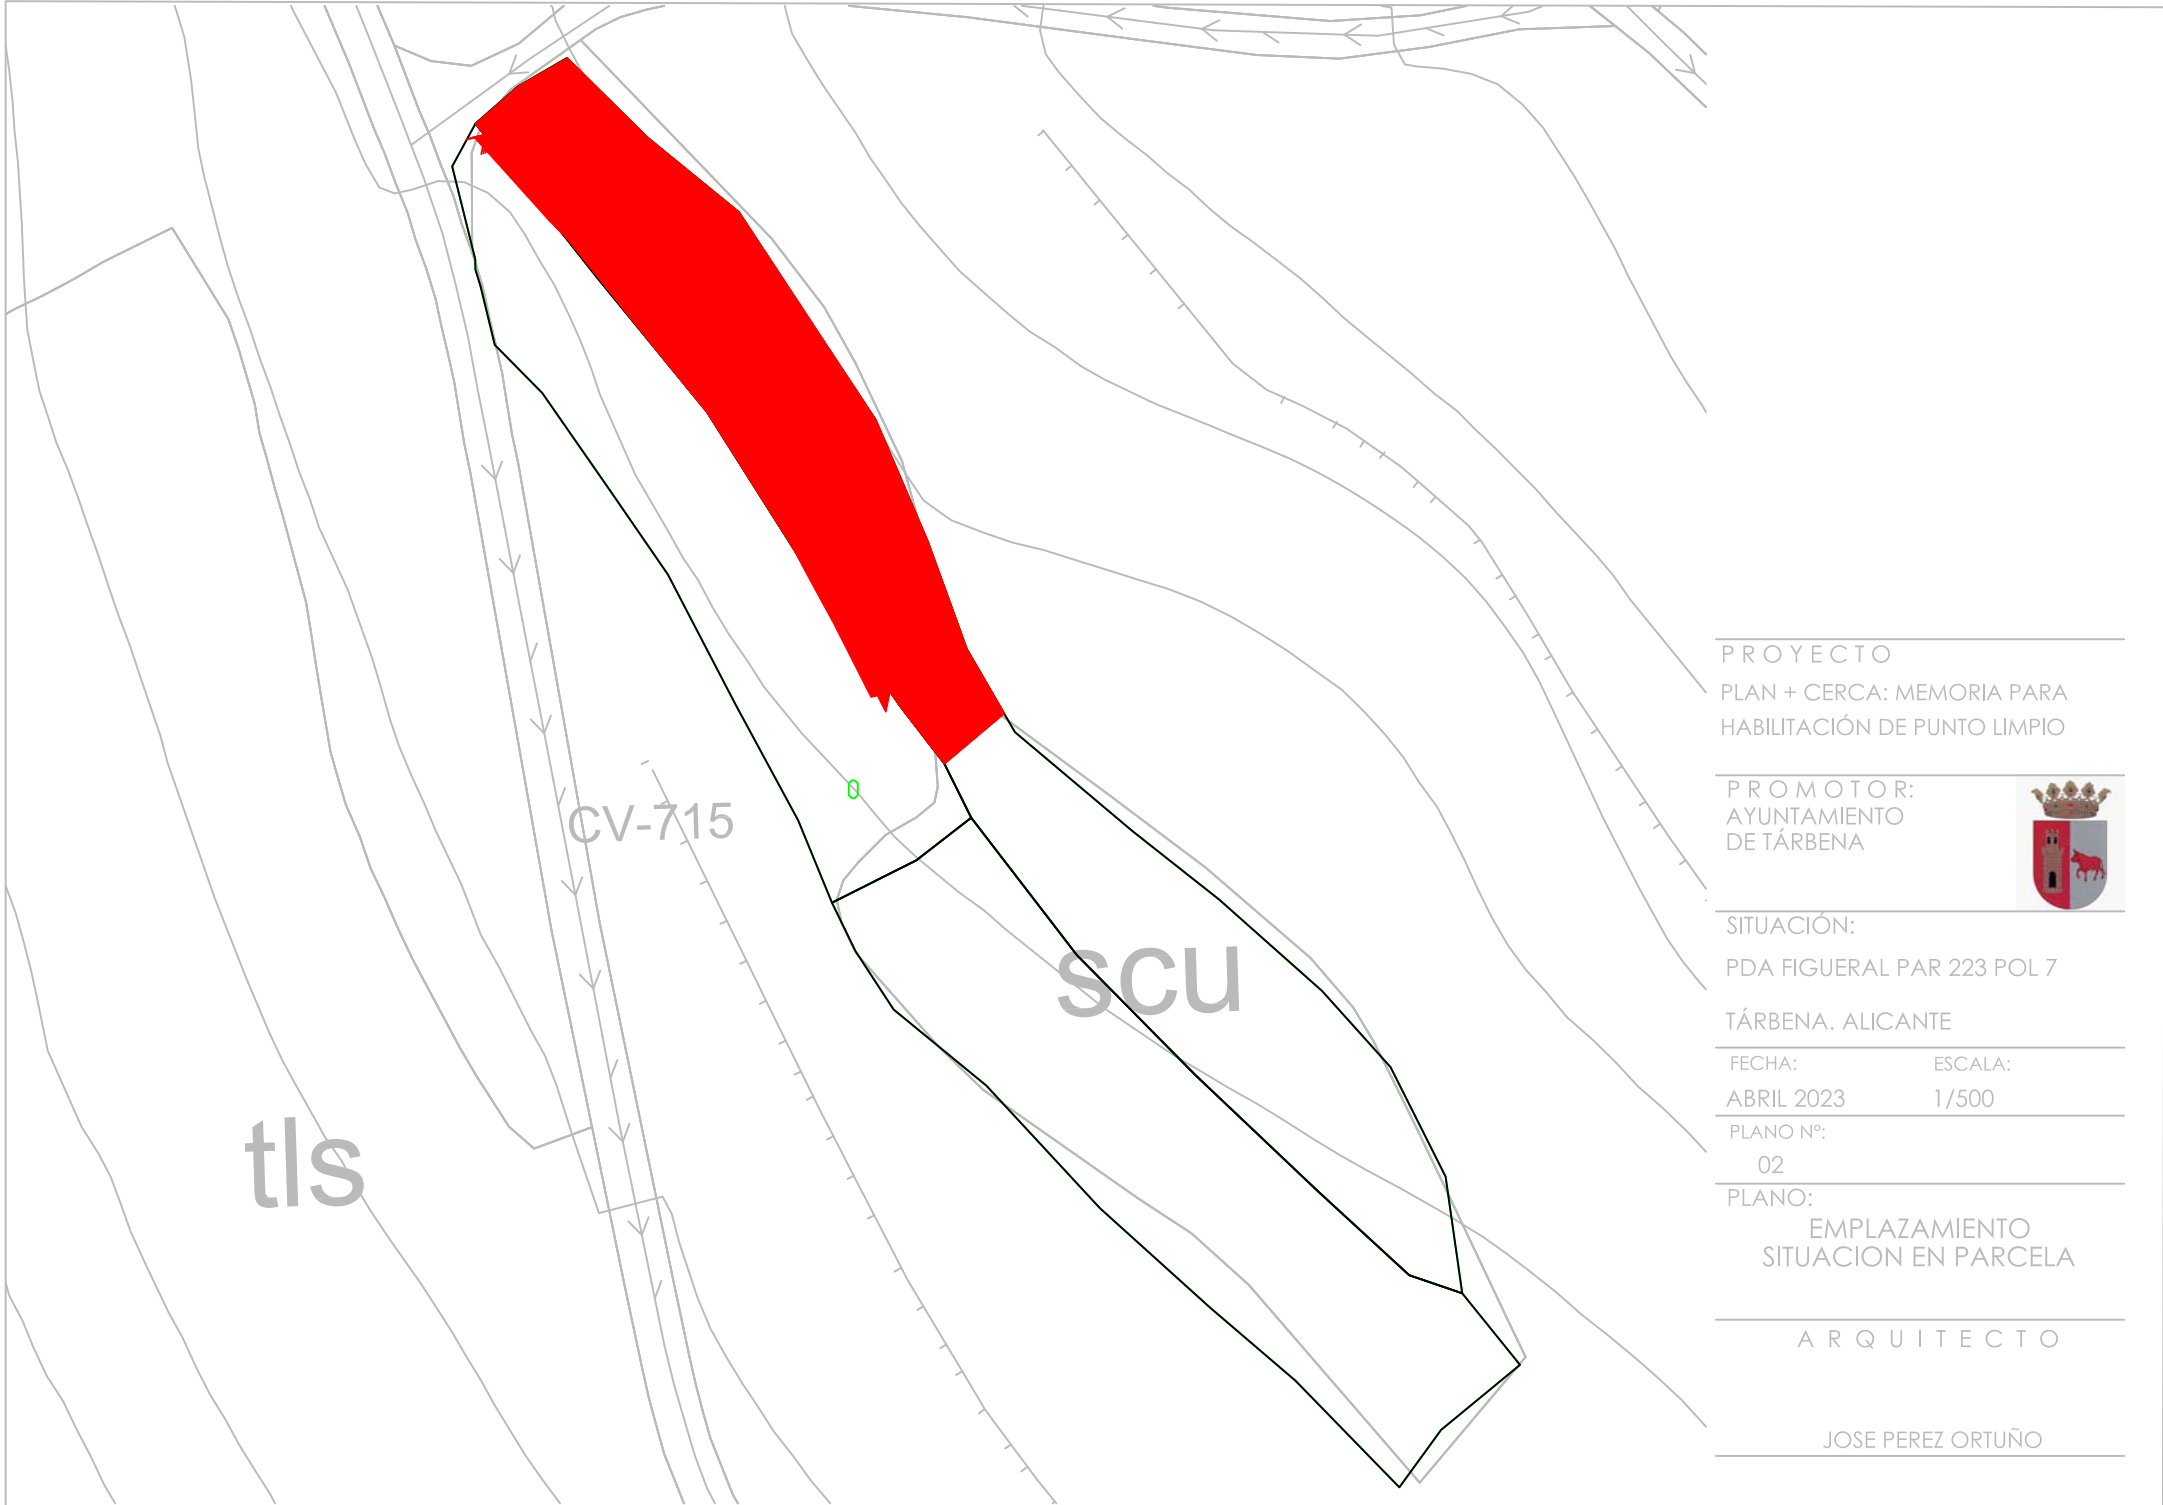 CV-715
scu
tls
0
PROYECTO
PLAN + CERCA: MEMORIA PARA
HABILITACIÓN DE PUNTO LIMPIO
PROMOTOR:
AYUNTAMIENTO
DE TÁRBENA
SITUACIÓN:
PDA FIGUERAL PAR 223 POL 7
TÁRBENA. ALICANTE
FECHA: ESCALA:
ABRIL 2023 1/500
PLANO Nº:
02
PLANO:
EMPLAZAMIENTO
SITUACION EN PARCELA
ARQUITECTO
JOSE PEREZ ORTUÑO